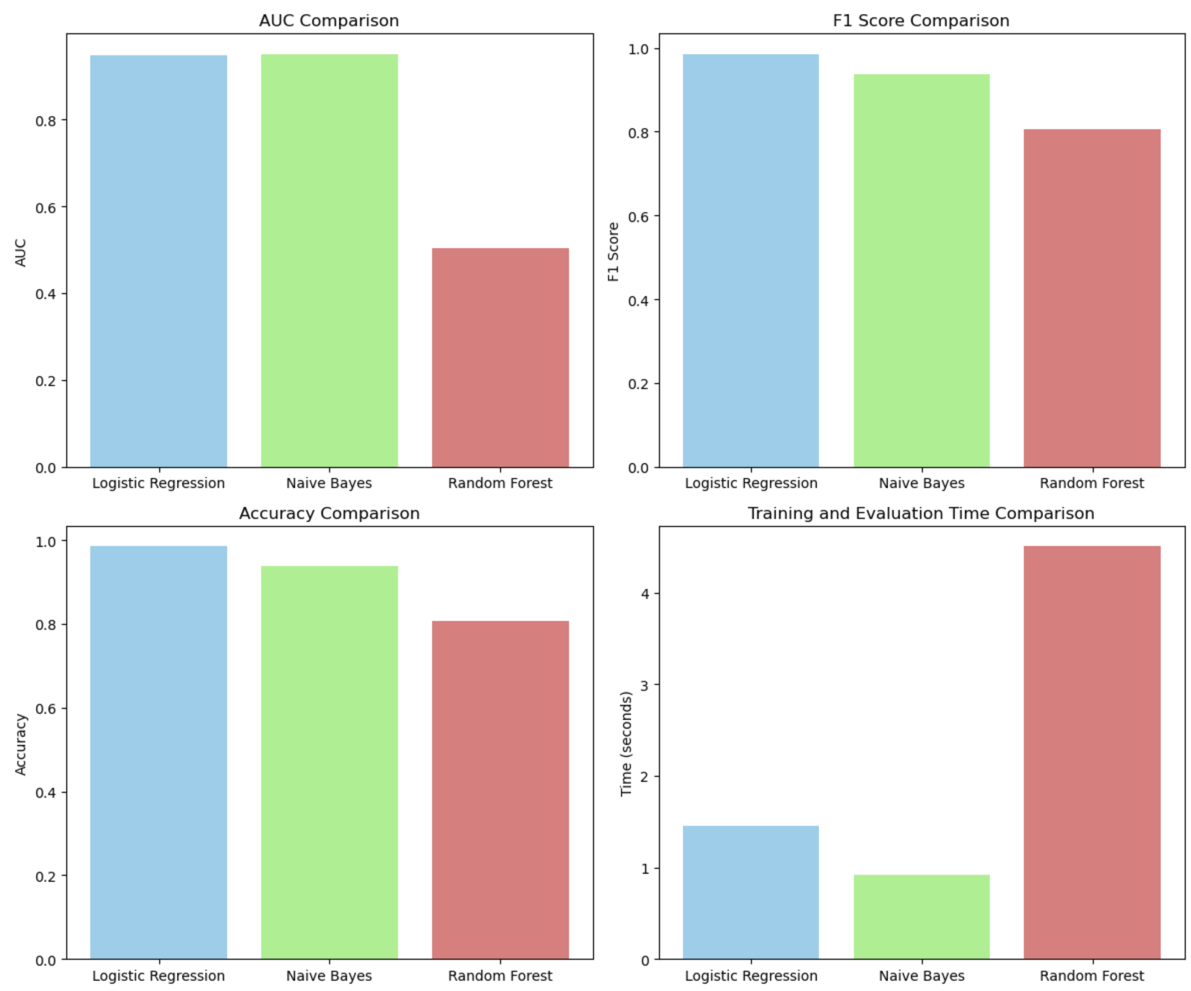 AUC Comparison
AUC
0.8
0.6
0.4
0.2
0.0
Logistic Regression Naive Bayes Random Forest
F1 Score Comparison
F1 Score
1.0
0.8
0.6
0.4
0.2
0.0
Logistic Regression Naive Bayes Random Forest
Accuracy Comparison
Accuracy
1.0
0.8
0.6
0.4
0.2
0.0
Logistic Regression Naive Bayes Random Forest
Training and Evaluation Time Comparison
Time (seconds)
4
3
2
1
0
Logistic Regression Naive Bayes Random Forest